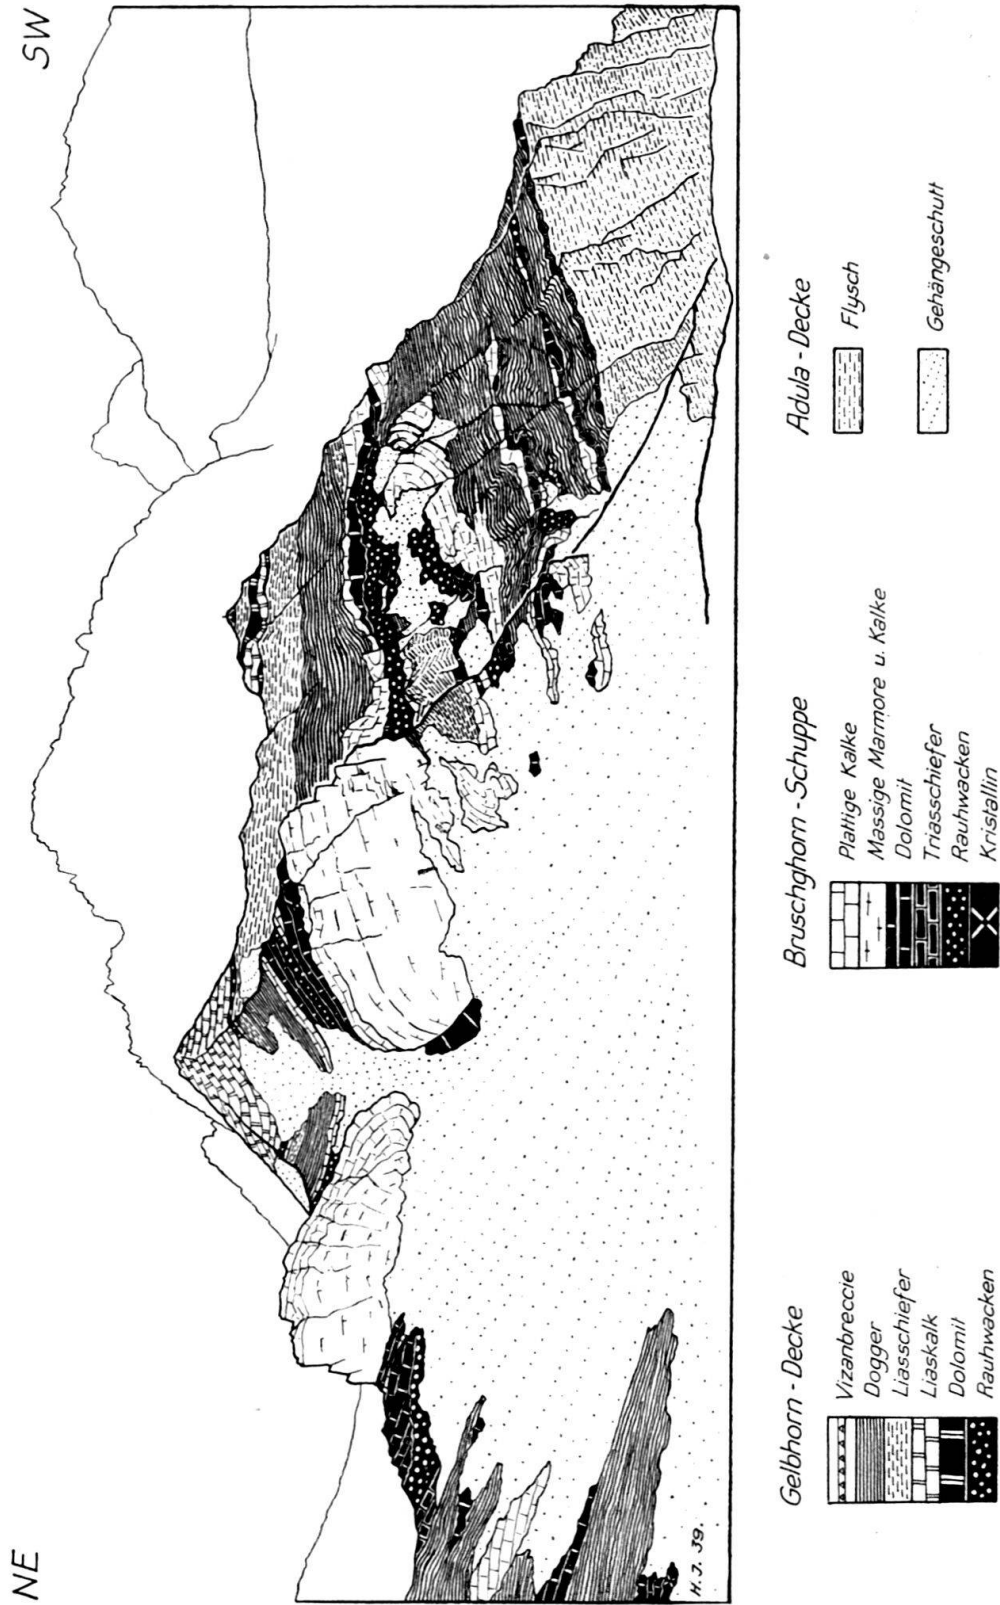 NE
SW
H. J. 39.
Gelbhorn - Decke
Vizanbreccie
Dogger
Liasschiefer
Liaskalk
Dolomit
Rauhwacken
Bruschghorn - Schuppe
Plattige Kalke
Massige Marmore u. Kalke
Dolomit
Triasschiefer
Rauhwacken
Kristallin
Adula - Decke
Flysch
Gehängeschutt